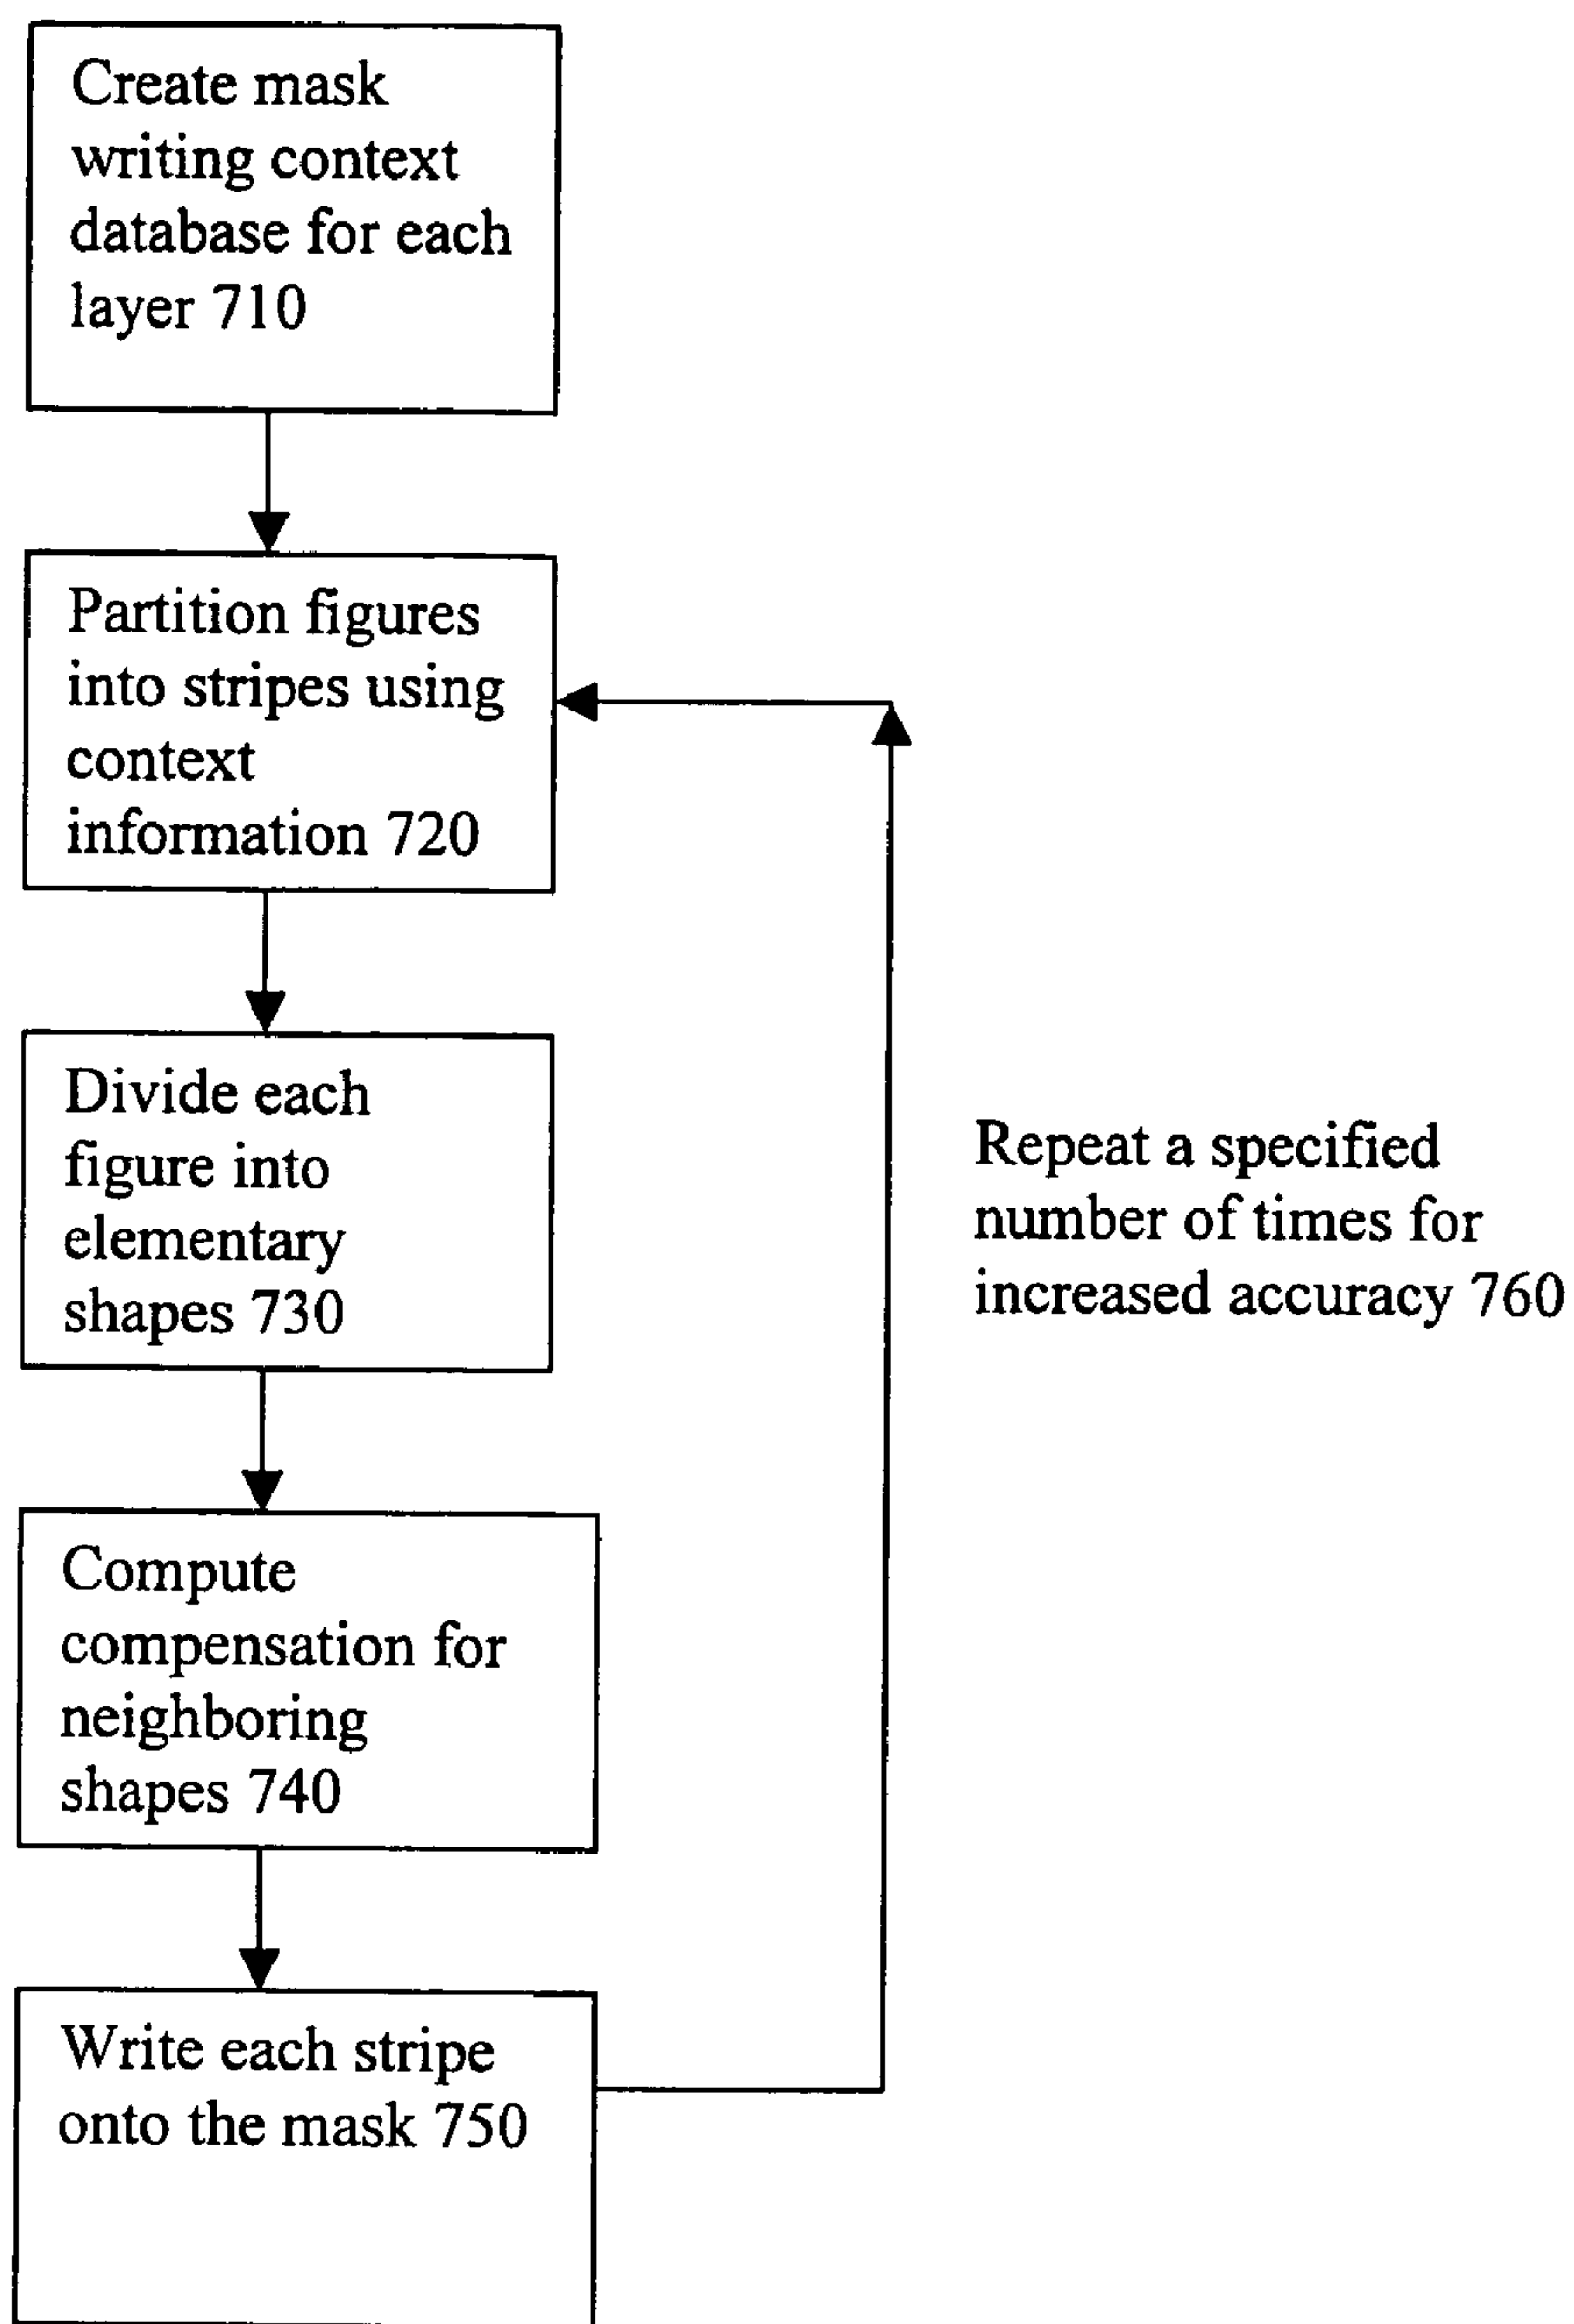 Create mask
writing context
database for each
layer 710
Partition figures
into stripes using
context
information 720
Divide each
figure into
elementary
shapes 730
Repeat a specified
number of times for
increased accuracy 760
Compute
compensation for
neighboring
shapes 740
Write each stripe
onto the mask 750